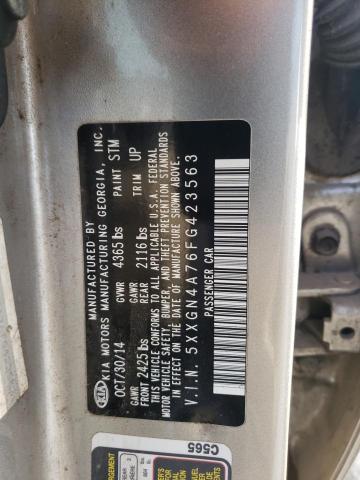 MANUFACTURED BY
KIA KIA MOTORS MANUFACTURING GEORGIA, INC.
OCT/30/14 GVWR 4365 lbs PAINT STM
GAWR FRONT 2425 lbs GAWR REAR 2116 lbs TRIM UP
THIS VEHICLE CONFORMS TO ALL APPLICABLE U.S.A. FEDERAL
MOTOR VEHICLE SAFETY, BUMPER, AND THEFT PREVENTION STANDARDS
IN EFFECT ON THE DATE OF MANUFACTURE SHOWN ABOVE.
V.I.N. 5XXGN4A76FG423563
PASSENGER CAR
C565